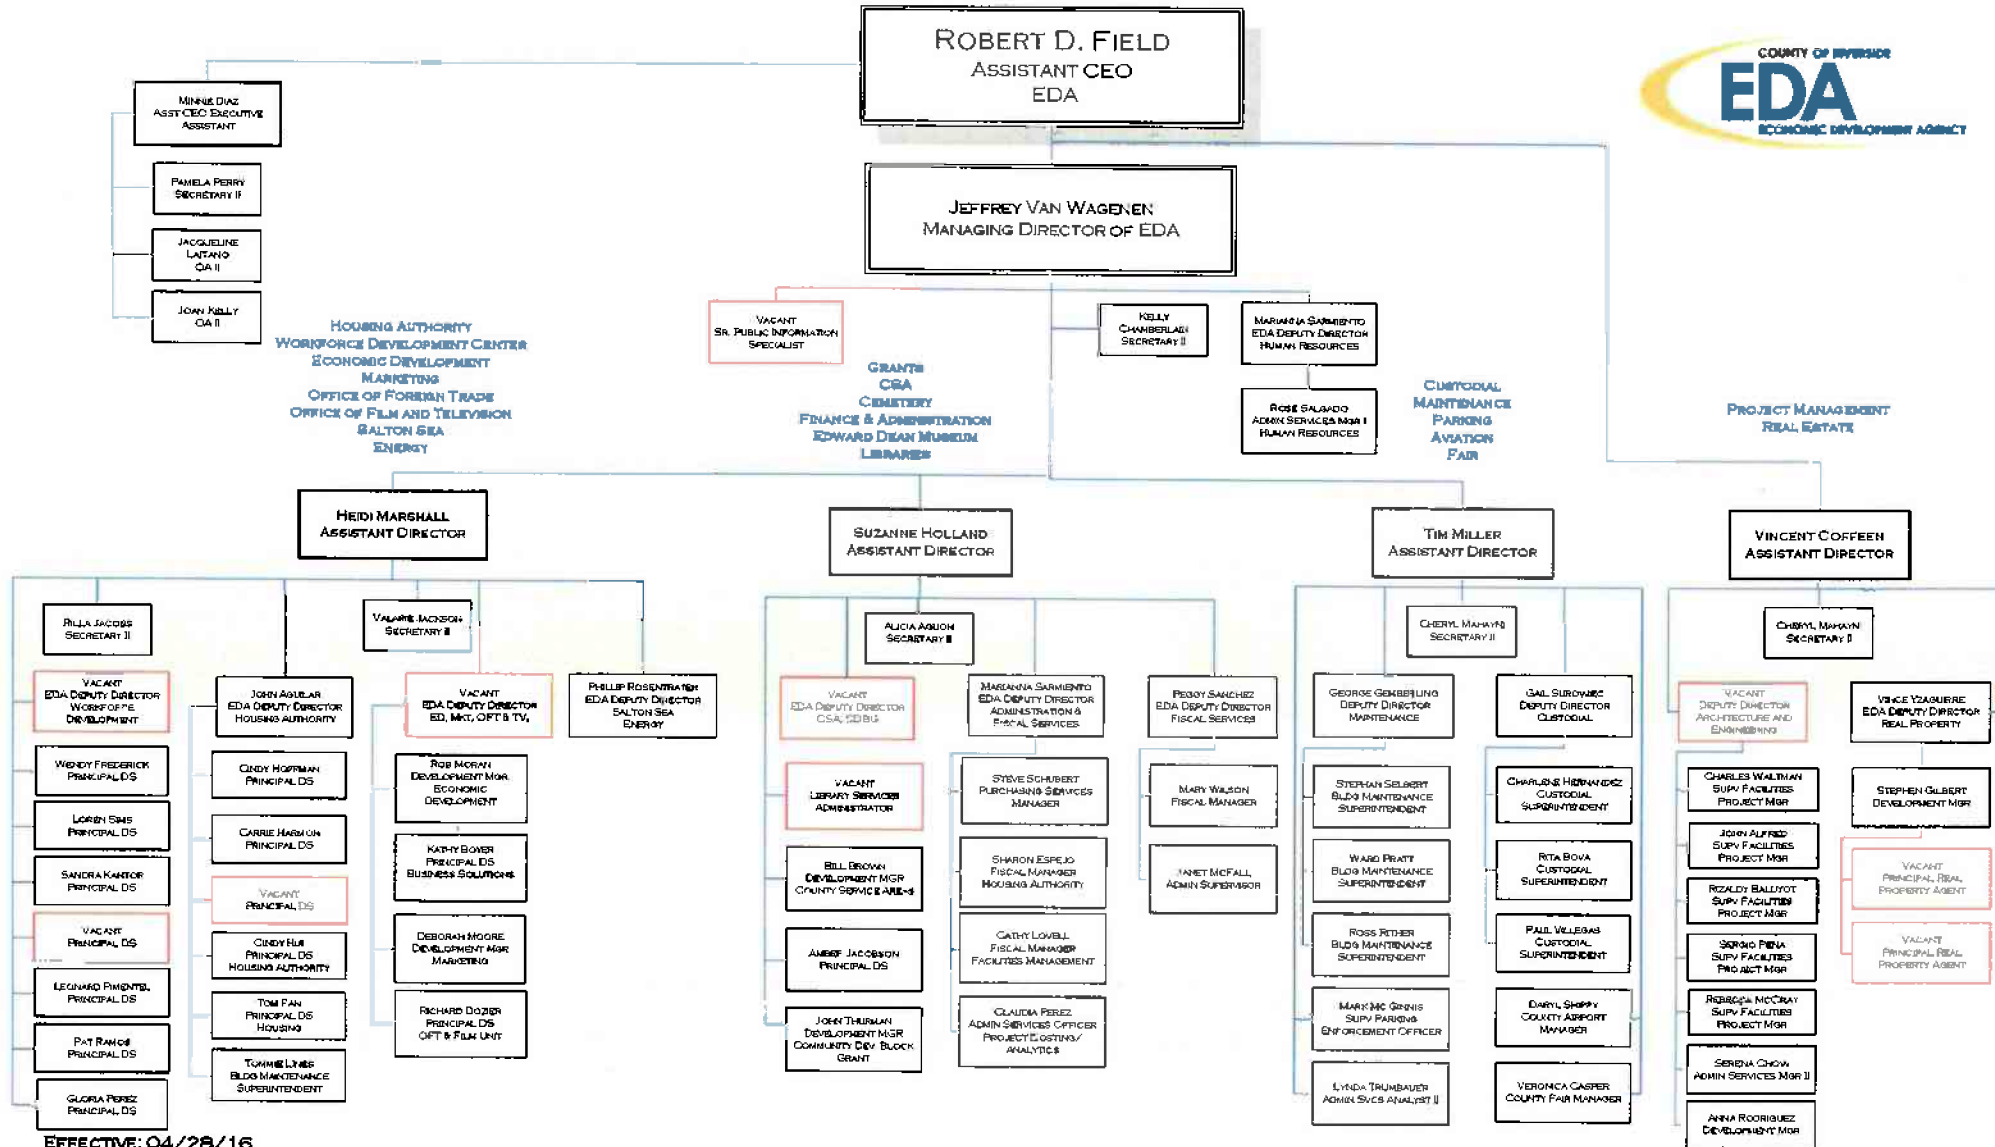 ROBERT D. FIELD
ASSISTANT CEO
EDA
COUNTY OF RIVERSIDE
EDA
ECONOMIC DEVELOPMENT AGENCY
MINNIE DIAZ
ASST CEO EXECUTIVE
ASSISTANT
PAMELA PERRY
SECRETARY II
JACQUELINE
LAITANO
OA II
JOAN KELLY
OA II
JEFFREY VAN WAGENEN
MANAGING DIRECTOR OF EDA
VACANT
SR. PUBLIC INFORMATION
SPECIALIST
KELLY
CHAMBERLAIN
SECRETARY II
MARIANNA SARMIENTO
EDA DEPUTY DIRECTOR
HUMAN RESOURCES
ROSE SALGADO
ADMIN SERVICES MGR I
HUMAN RESOURCES
HOUSING AUTHORITY
WORKFORCE DEVELOPMENT CENTER
ECONOMIC DEVELOPMENT
MARKETING
OFFICE OF FOREIGN TRADE
OFFICE OF FILM AND TELEVISION
SALTON SEA
ENERGY
GRANTS
CSA
CEMETERY
FINANCE & ADMINISTRATION
EDWARD DEAN MUSEUM
LIBRARIES
CUSTODIAL
MAINTENANCE
PARKING
AVIATION
FAIR
PROJECT MANAGEMENT
REAL ESTATE
HEIDI MARSHALL
ASSISTANT DIRECTOR
SUZANNE HOLLAND
ASSISTANT DIRECTOR
TIM MILLER
ASSISTANT DIRECTOR
VINCENT COFFEEN
ASSISTANT DIRECTOR
RILLA JACOBS
SECRETARY II
VALARIE JACKSON
SECRETARY II
ALICIA AGUON
SECRETARY II
CHERYL MAHAYNI
SECRETARY II
CHERYL MAHAYNI
SECRETARY II
VACANT
EDA DEPUTY DIRECTOR
WORKFORCE
DEVELOPMENT
WENDY FREDERICK
PRINCIPAL DS
LOREN SIMS
PRINCIPAL DS
SANDRA KANTOR
PRINCIPAL DS
VACANT
PRINCIPAL DS
LEONARD PIMENTEL
PRINCIPAL DS
PAT RAMOS
PRINCIPAL DS
GLORIA PEREZ
PRINCIPAL DS
JOHN AGUILAR
EDA DEPUTY DIRECTOR
HOUSING AUTHORITY
CINDY HOFFMAN
PRINCIPAL DS
CARRIE HARMON
PRINCIPAL DS
VACANT
PRINCIPAL DS
CINDY HUI
PRINCIPAL DS
HOUSING AUTHORITY
TOM FAN
PRINCIPAL DS
HOUSING
TOMMIE LINES
BLDG MAINTENANCE
SUPERINTENDENT
VACANT
EDA DEPUTY DIRECTOR
ED, MKT, OFT & TV,
ROB MORAN
DEVELOPMENT MGR
ECONOMIC
DEVELOPMENT
KATHY BOYER
PRINCIPAL DS
BUSINESS SOLUTIONS
DEBORAH MOORE
DEVELOPMENT MGR
MARKETING
RICHARD DOZIER
PRINCIPAL DS
OFT & FILM UNIT
PHILLIP ROSENTRATER
EDA DEPUTY DIRECTOR
SALTON SEA
ENERGY
VACANT
EDA DEPUTY DIRECTOR
CSA, CDBG
VACANT
LIBRARY SERVICES
ADMINISTRATOR
BILL BROWN
DEVELOPMENT MGR
COUNTY SERVICE AREAS
AMBER JACOBSON
PRINCIPAL DS
JOHN THURMAN
DEVELOPMENT MGR
COMMUNITY DEV BLOCK
GRANT
MARIANNA SARMIENTO
EDA DEPUTY DIRECTOR
ADMINISTRATION &
FISCAL SERVICES
STEVE SCHUBERT
PURCHASING SERVICES
MANAGER
SHARON ESPEJO
FISCAL MANAGER
HOUSING AUTHORITY
CATHY LOVELL
FISCAL MANAGER
FACILITIES MANAGEMENT
CLAUDIA PEREZ
ADMIN SERVICES OFFICER
PROJECT COSTING/
ANALYTICS
PEGGY SANCHEZ
EDA DEPUTY DIRECTOR
FISCAL SERVICES
MARY WILSON
FISCAL MANAGER
JANET MCFALL
ADMIN SUPERVISOR
GEORGE GEMBERLING
DEPUTY DIRECTOR
MAINTENANCE
STEPHAN SELBERT
BLDG MAINTENANCE
SUPERINTENDENT
WARD PRATT
BLDG MAINTENANCE
SUPERINTENDENT
ROSS RITHER
BLDG MAINTENANCE
SUPERINTENDENT
MARK MC GINNIS
SUPV PARKING
ENFORCEMENT OFFICER
LYNDA TRUMBAUER
ADMIN SVCS ANALYST II
GAIL SUROWIEC
DEPUTY DIRECTOR
CUSTODIAL
CHARLENE HERNANDEZ
CUSTODIAL
SUPERINTENDENT
RITA BOVA
CUSTODIAL
SUPERINTENDENT
PAUL VILLEGAS
CUSTODIAL
SUPERINTENDENT
DARYL SHIPPY
COUNTY AIRPORT
MANAGER
VERONICA CASPER
COUNTY FAIR MANAGER
VACANT
DEPUTY DIRECTOR
ARCHITECTURE AND
ENGINEERING
CHARLES WALTMAN
SUPV FACILITIES
PROJECT MGR
JOHN ALFRED
SUPV FACILITIES
PROJECT MGR
RIZALDY BALUYOT
SUPV FACILITIES
PROJECT MGR
SERGIO PENA
SUPV FACILITIES
PROJECT MGR
REBECCA MCCRAY
SUPV FACILITIES
PROJECT MGR
SERENA CHOW
ADMIN SERVICES MGR II
ANNA RODRIGUEZ
DEVELOPMENT MGR
VINCE YZAGUIRRE
EDA DEPUTY DIRECTOR
REAL PROPERTY
STEPHEN GILBERT
DEVELOPMENT MGR
VACANT
PRINCIPAL REAL
PROPERTY AGENT
VACANT
PRINCIPAL REAL
PROPERTY AGENT
EFFECTIVE: 04/28/16